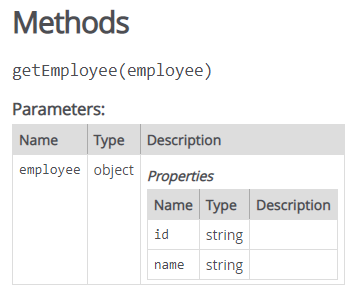 Methods
getEmployee(employee)
Parameters:
Name Type Description
employee object Properties
Name Type Description
id string
name string